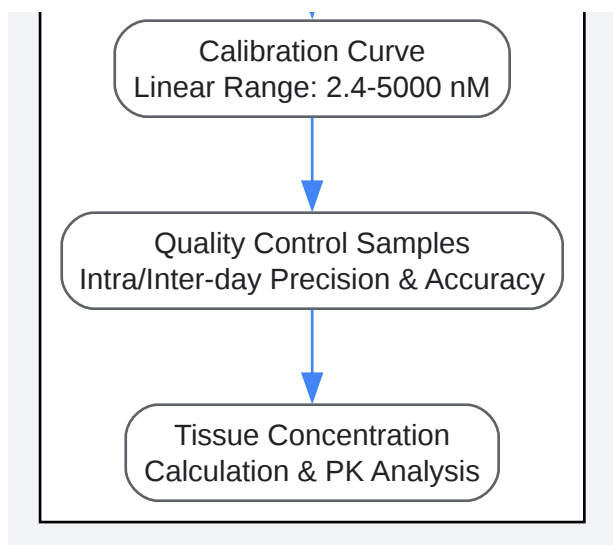 Calibration Curve
Linear Range: 2.4-5000 nM
Quality Control Samples
Intra/Inter-day Precision & Accuracy
Tissue Concentration
Calculation & PK Analysis